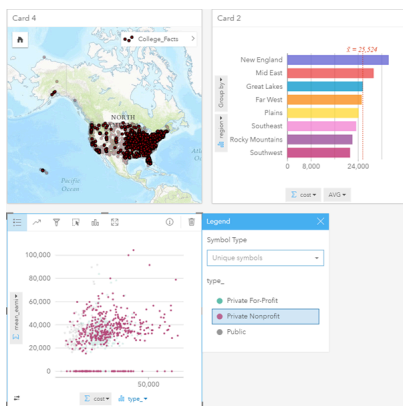 Card 4
College_Facts
NORTH
Pacific
Ocean
Card 2
x̄ = 25,524
New England
Mid East
Great Lakes
Far West
Plains
Southeast
Rocky Mountains
Southwest
Group by
region
0 8,000 24,000
Σ cost AVG
100,000
80,000
60,000
40,000
20,000
0
50,000
mean_earni
Σ cost type_
Legend
Symbol Type
Unique symbols
type_
Private For-Profit
Private Nonprofit
Public